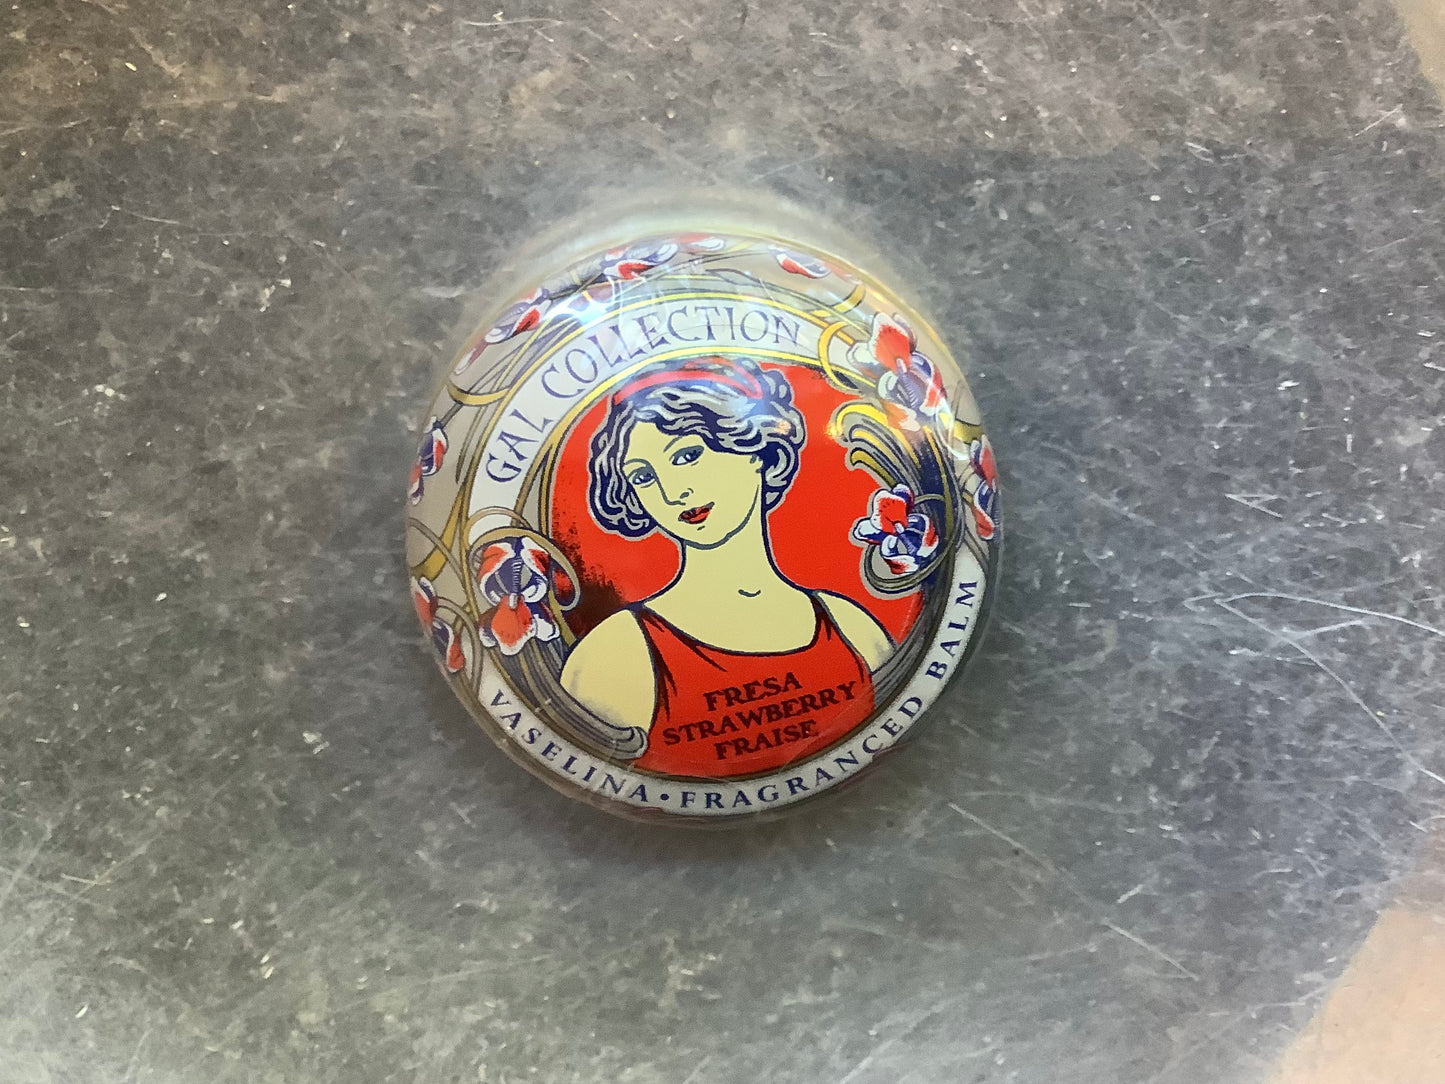 GAL COLLECTION
FRESA
STRAWBERRY
FRAISE
VASELINA • FRAGRANCED BALM